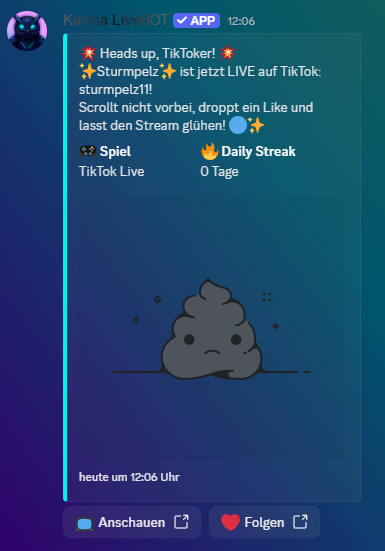 Karma LiveBOT ✓ APP 12:06
💥 Heads up, TikToker! 💥
✨Sturmpelz✨ ist jetzt LIVE auf TikTok:
sturmpelz11!
Scrollt nicht vorbei, droppt ein Like und
lasst den Stream glühen! 🔵✨
🎮 Spiel 🔥 Daily Streak
TikTok Live 0 Tage
heute um 12:06 Uhr
Anschauen Folgen